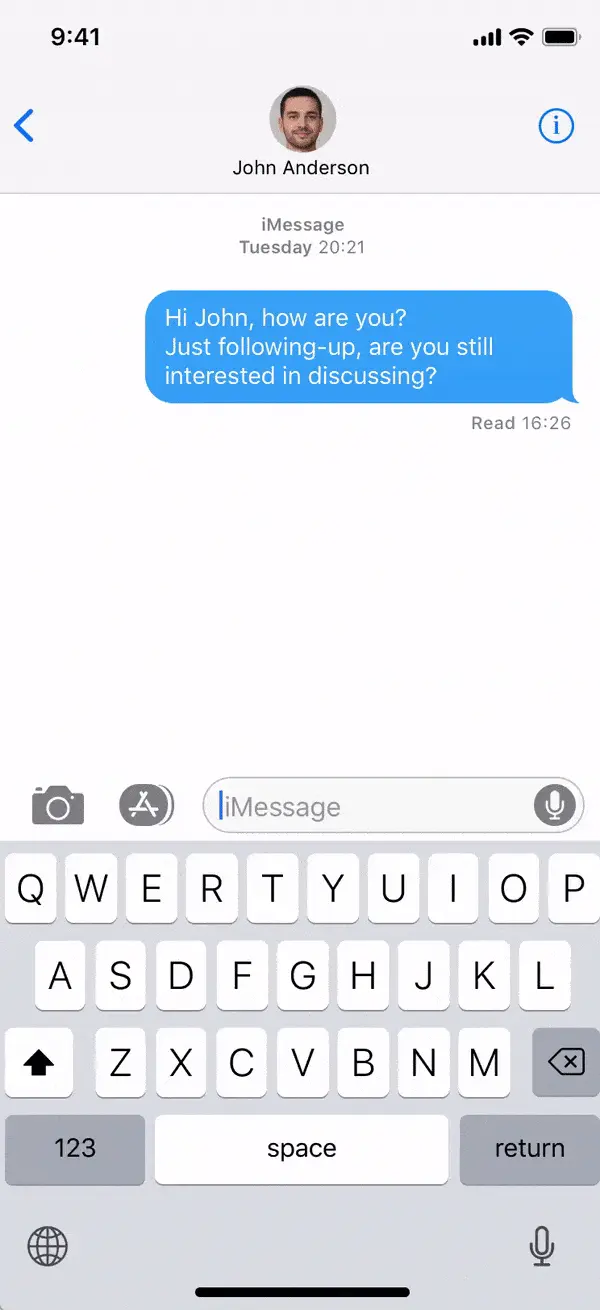 9:41
John Anderson
iMessage
Tuesday 20:21
Hi John, how are you?
Just following-up, are you still
interested in discussing?
Read 16:26
iMessage
Q W E R T Y U I O P
A S D F G H J K L
Z X C V B N M
123 space return